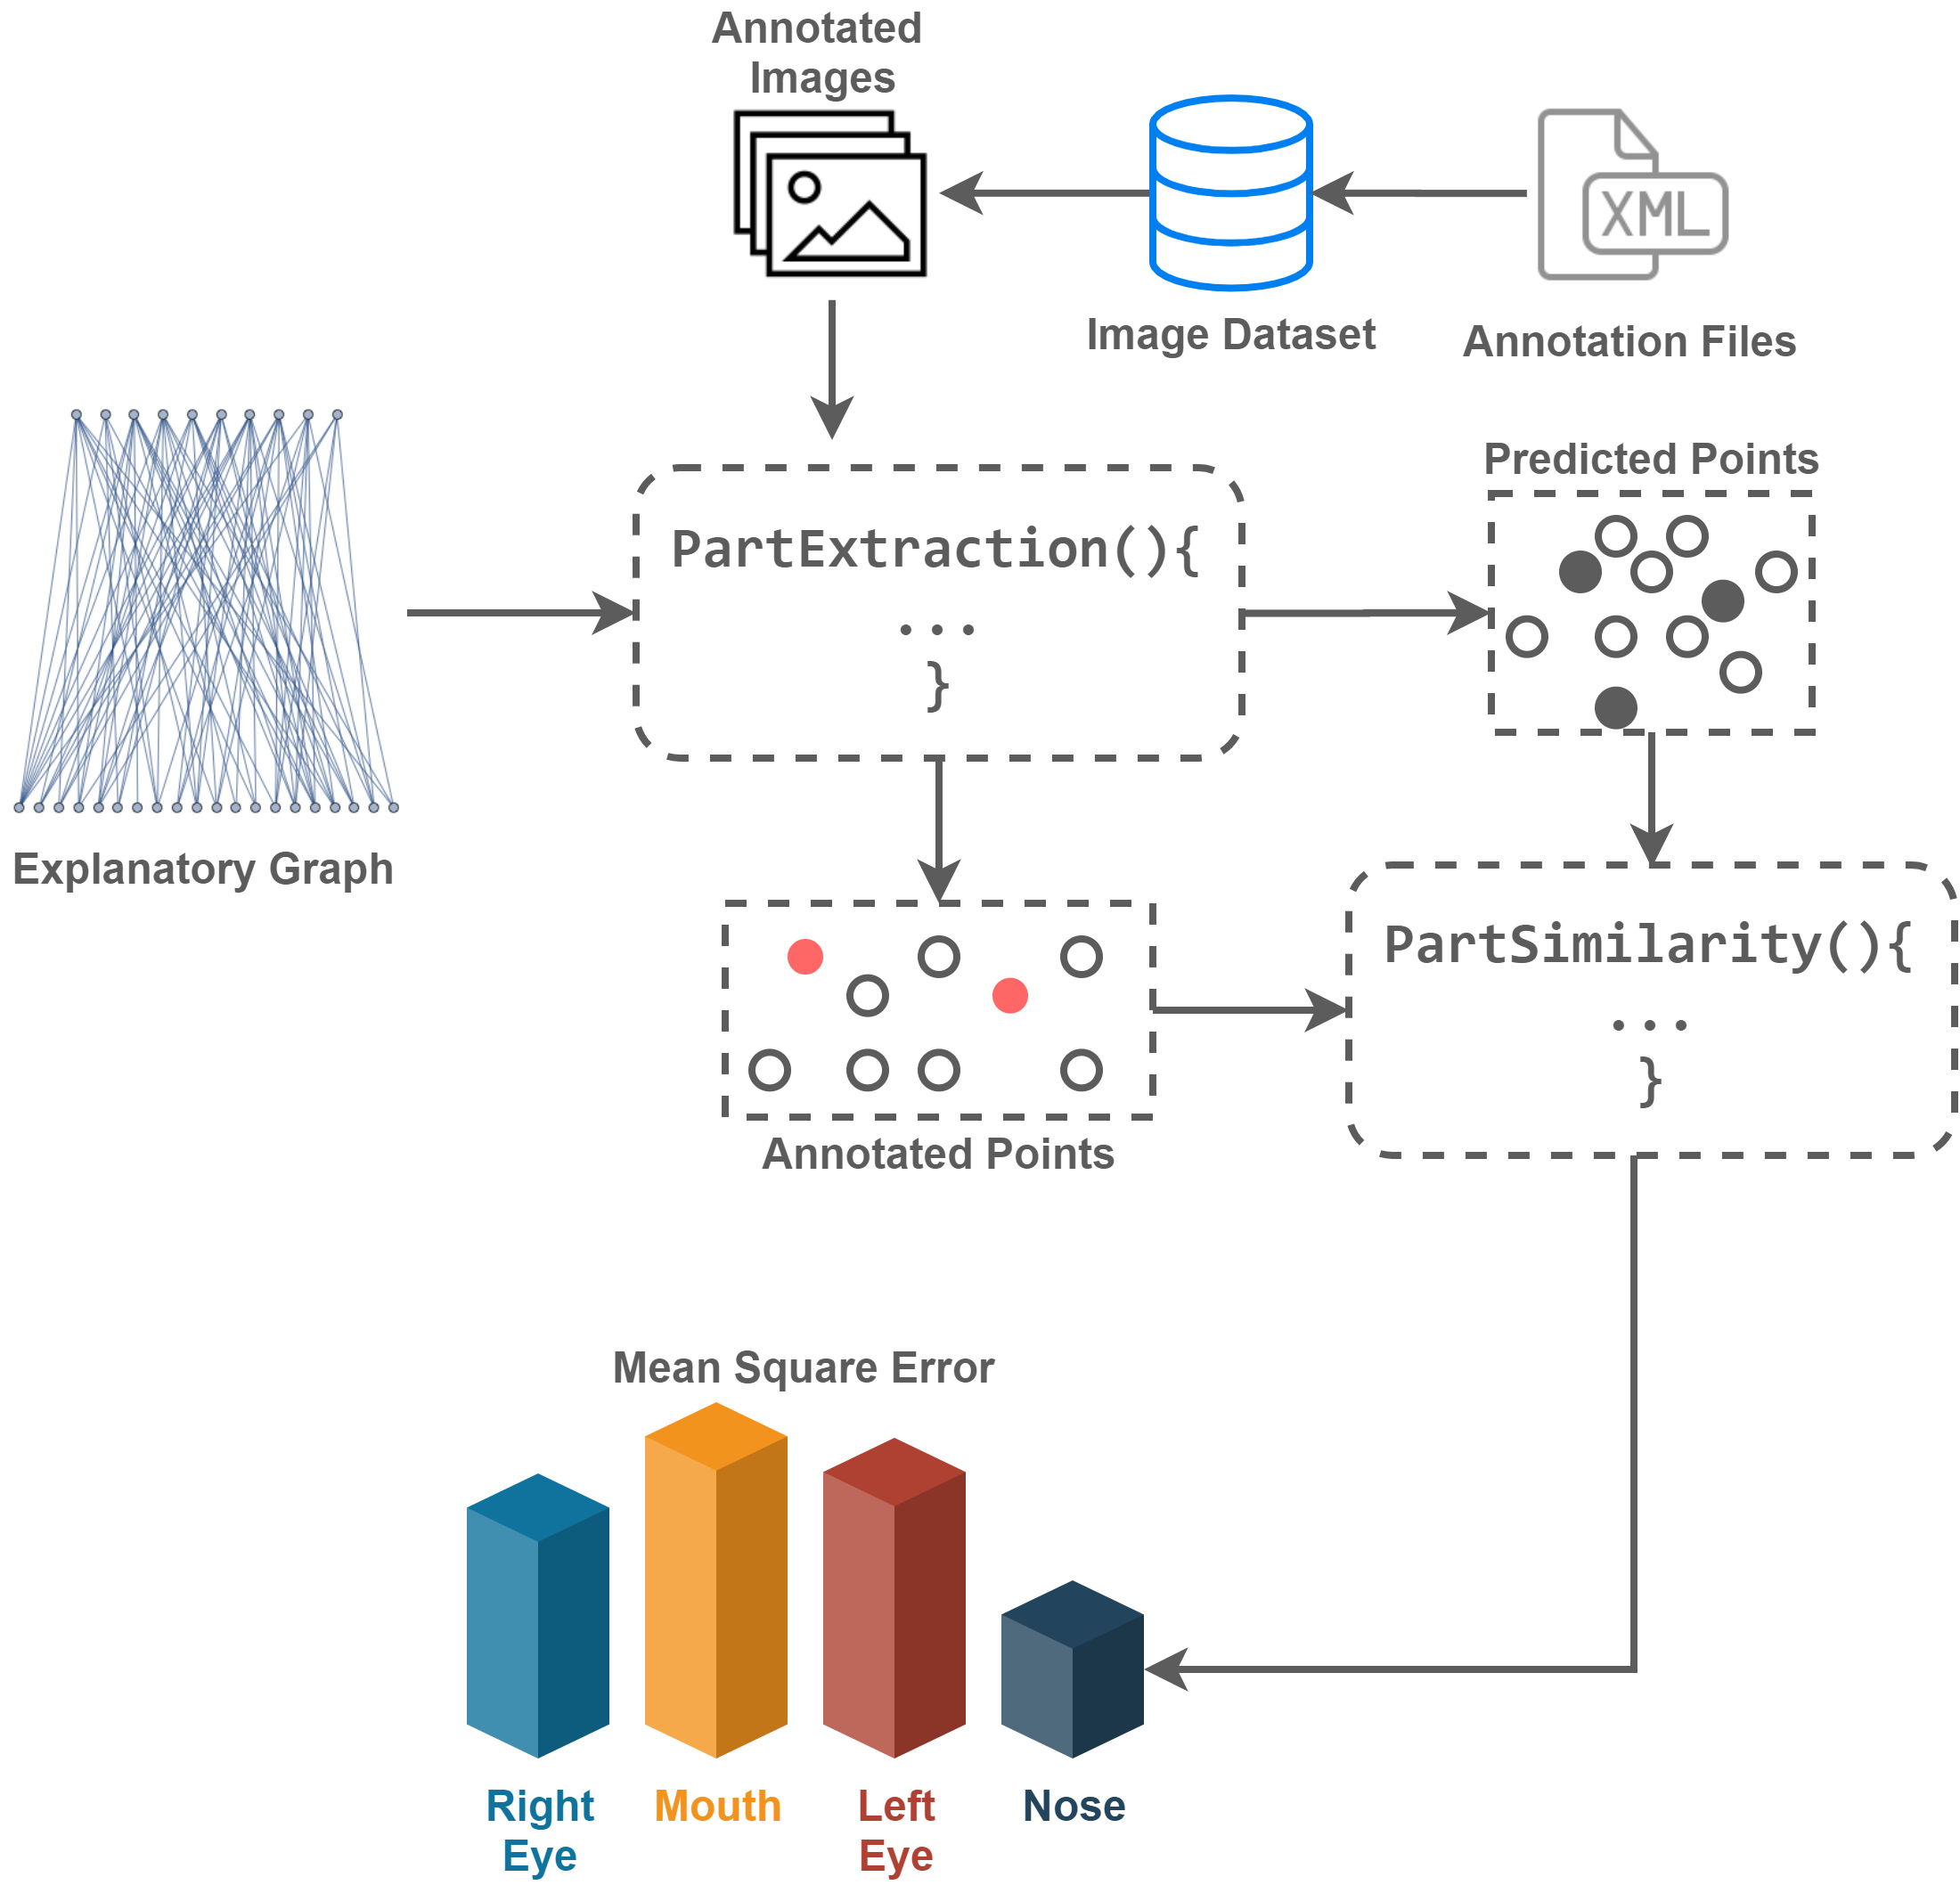 Annotated
Images
XML
Image Dataset
Annotation Files
Predicted Points
PartExtraction(){
...
}
Explanatory Graph
PartSimilarity(){
...
}
Annotated Points
Mean Square Error
Right
Eye
Mouth
Left
Eye
Nose